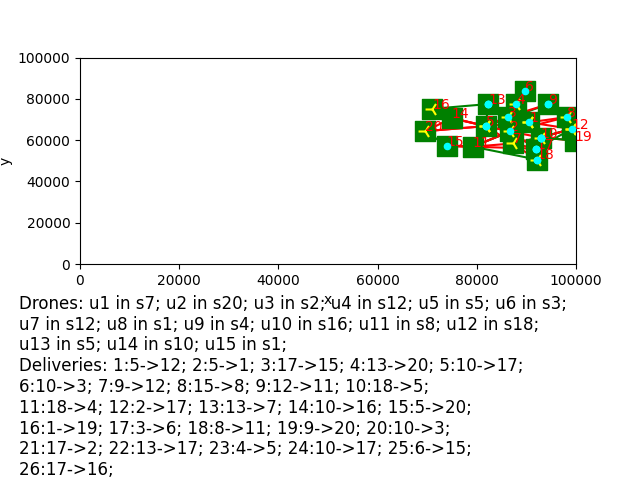 100000
80000
60000
40000
20000
0
y
0 20000 40000 60000 80000 100000
x
6
3
14
12
19
Drones: u1 in s7; u2 in s20; u3 in s2; u4 in s12; u5 in s5; u6 in s3;
u7 in s12; u8 in s1; u9 in s4; u10 in s16; u11 in s8; u12 in s18;
u13 in s5; u14 in s10; u15 in s1;
Deliveries: 1:5->12; 2:5->1; 3:17->15; 4:13->20; 5:10->17;
6:10->3; 7:9->12; 8:15->8; 9:12->11; 10:18->5;
11:18->4; 12:2->17; 13:13->7; 14:10->16; 15:5->20;
16:1->19; 17:3->6; 18:8->11; 19:9->20; 20:10->3;
21:17->2; 22:13->17; 23:4->5; 24:10->17; 25:6->15;
26:17->16;